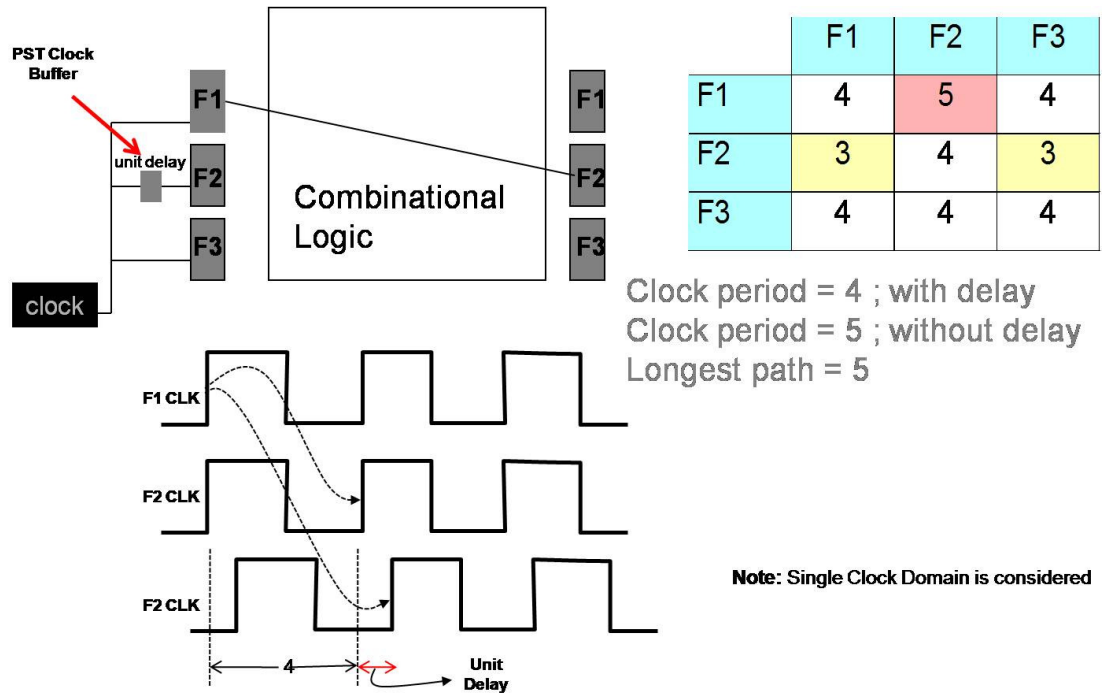 PST Clock
Buffer
unit delay
F1
F2
F3
clock
Combinational
Logic
F1
F2
F3
F1 F2 F3
F1 4 5 4
F2 3 4 3
F3 4 4 4
Clock period = 4 ; with delay
Clock period = 5 ; without delay
Longest path = 5
F1 CLK
F2 CLK
F2 CLK
4
Unit
Delay
Note: Single Clock Domain is considered